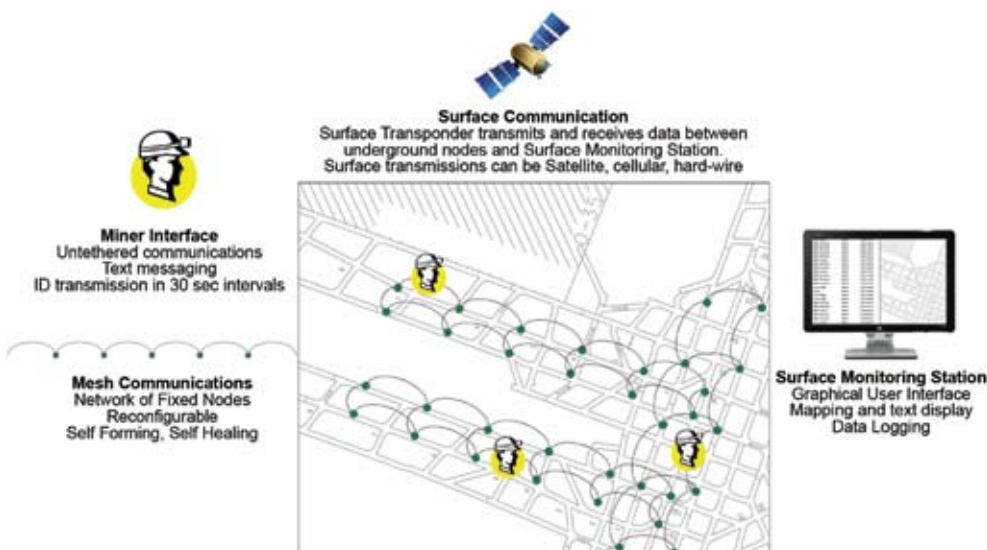 Surface Communication
Surface Transponder transmits and receives data between
underground nodes and Surface Monitoring Station.
Surface transmissions can be Satellite, cellular, hard-wire
Miner Interface
Untethered communications
Text messaging
ID transmission in 30 sec intervals
Mesh Communications
Network of Fixed Nodes
Reconfigurable
Self Forming, Self Healing
Surface Monitoring Station
Graphical User Interface
Mapping and text display
Data Logging